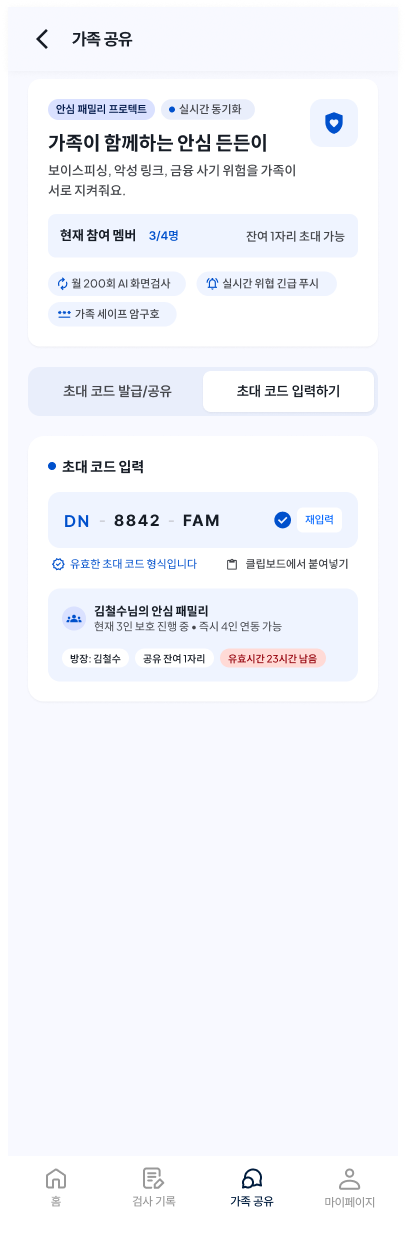 가족 공유
안심 패밀리 프로젝트
실시간 동기화
가족이 함께하는 안심 든든이
보이스피싱, 악성 링크, 금융 사기 위험을 가족이
서로 지켜줘요.
현재 참여 멤버 3/4명 잔여 1자리 초대 가능
월 200회 AI 화면검사
실시간 위협 긴급 푸시
가족 세이프 암구호
초대 코드 발급/공유
초대 코드 입력하기
초대 코드 입력
DN - 8842 - FAM
재입력
유효한 초대 코드 형식입니다
클립보드에서 붙여넣기
김철수님의 안심 패밀리
현재 3인 보호 진행 중 • 즉시 4인 연동 가능
방장: 김철수
공유 잔여 1자리
유효시간 23시간 남음
홈
검사 기록
가족 공유
마이페이지